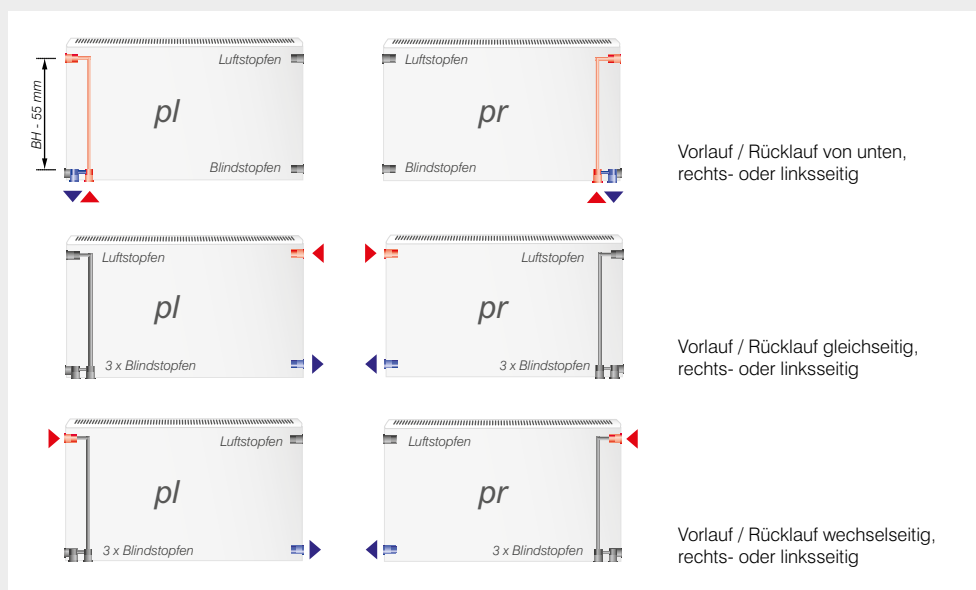 Luftstopfen
BH - 55 mm
pl
Blindstopfen
Luftstopfen
pr
Blindstopfen
Vorlauf / Rücklauf von unten,
rechts- oder linksseitig
Luftstopfen
pl
3 x Blindstopfen
Luftstopfen
pr
3 x Blindstopfen
Vorlauf / Rücklauf gleichseitig,
rechts- oder linksseitig
Luftstopfen
pl
3 x Blindstopfen
Luftstopfen
pr
3 x Blindstopfen
Vorlauf / Rücklauf wechselseitig,
rechts- oder linksseitig